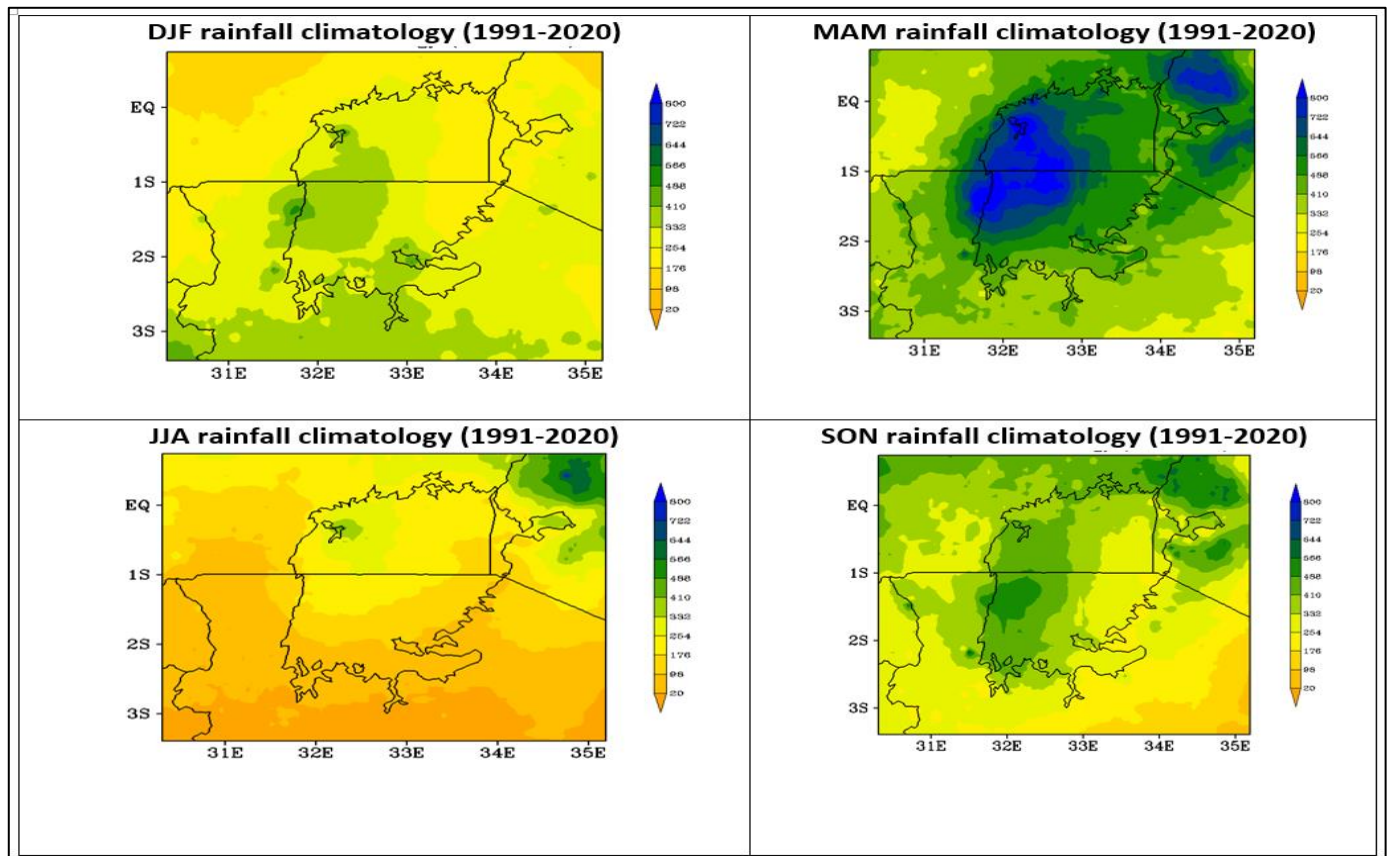 DJF rainfall climatology (1991-2020)
EQ
1S
2S
3S
31E 32E 33E 34E 35E
800
722
644
566
488
410
332
254
176
98
20
MAM rainfall climatology (1991-2020)
EQ
1S
2S
3S
31E 32E 33E 34E 35E
800
722
644
566
488
410
332
254
176
98
20
JJA rainfall climatology (1991-2020)
EQ
1S
2S
3S
31E 32E 33E 34E 35E
800
722
644
566
488
410
332
254
176
98
20
SON rainfall climatology (1991-2020)
EQ
1S
2S
3S
31E 32E 33E 34E 35E
800
722
644
566
488
410
332
254
176
98
20